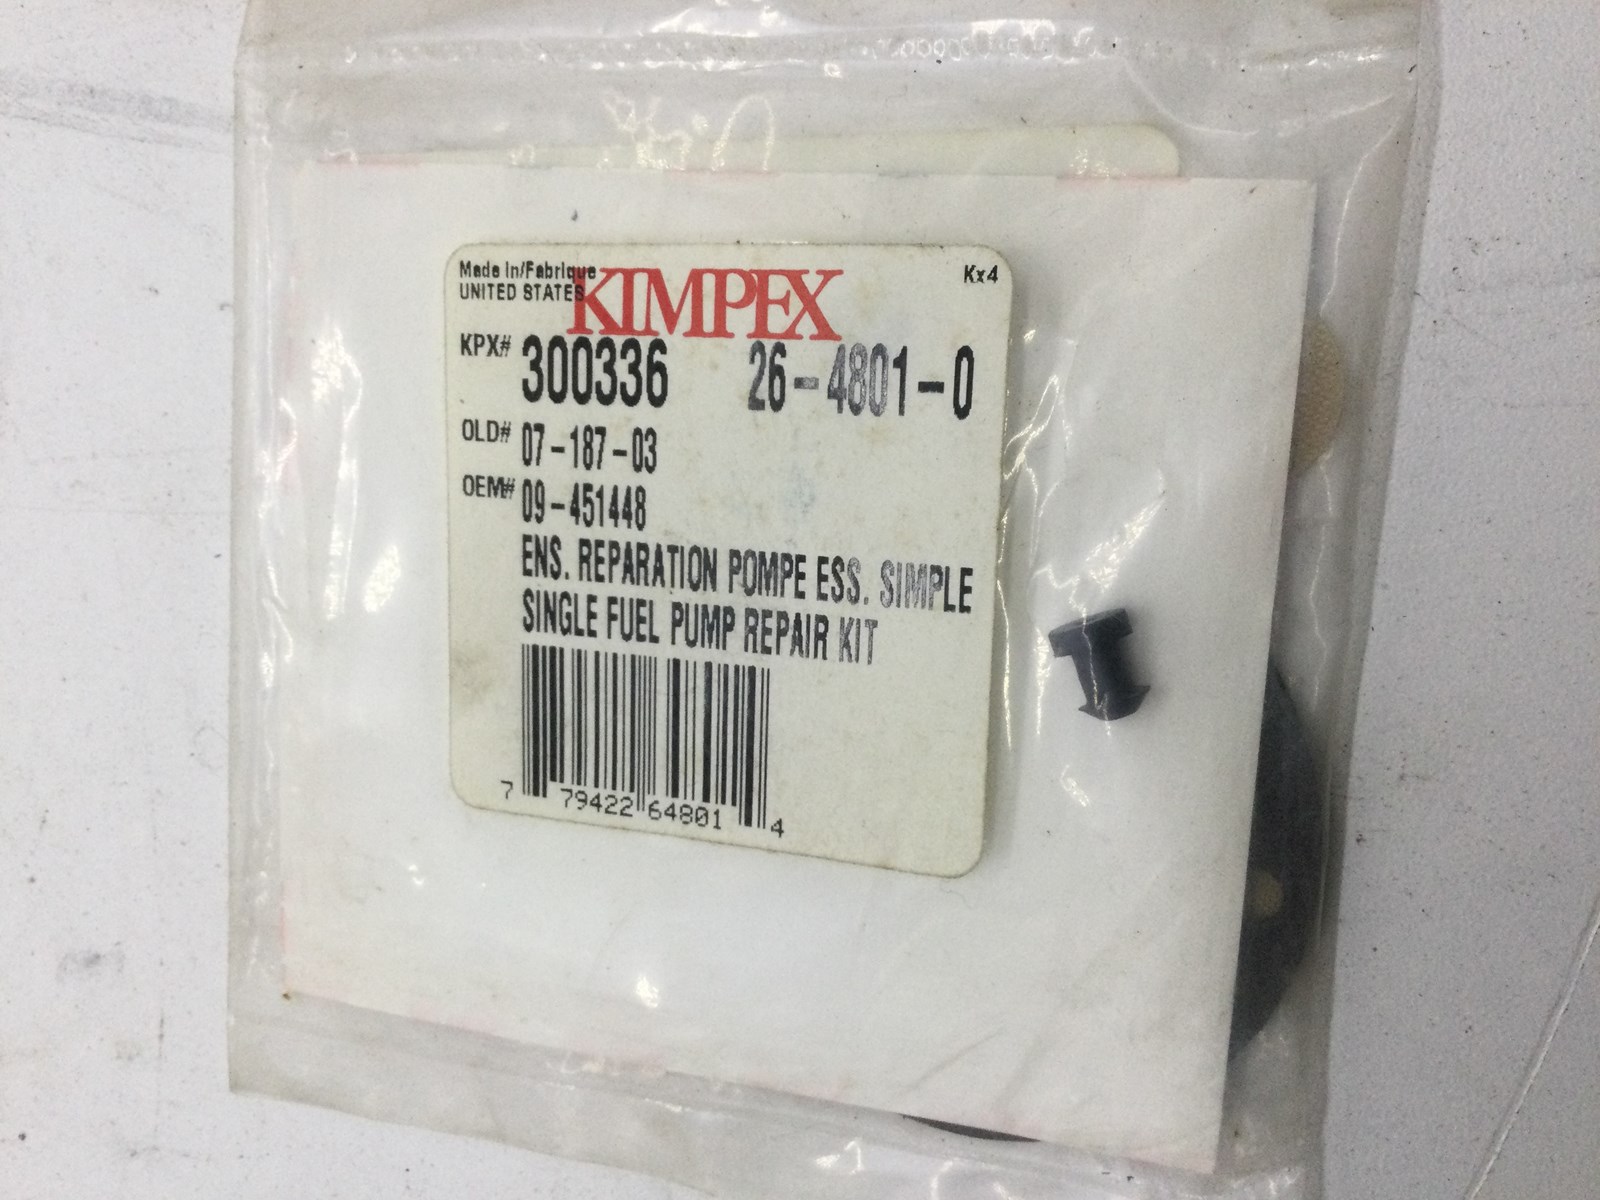 Made In/Fabrique
UNITED STATES
KIMPEX
Kx4
KPX# 300336 26-4801-0
OLD# 07-187-03
OEM# 09-451448
ENS. REPARATION POMPE ESS. SIMPLE
SINGLE FUEL PUMP REPAIR KIT
7 79422 64801 4